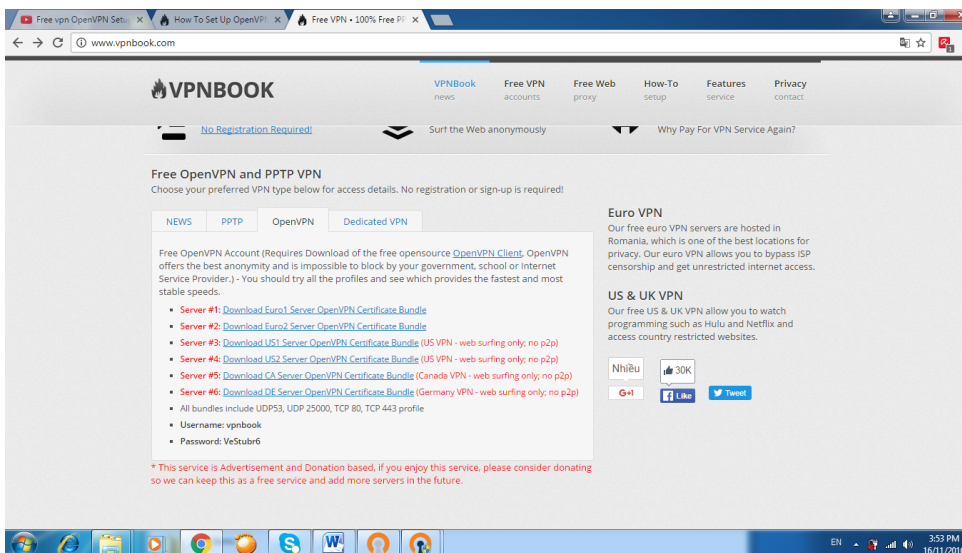 Free vpn OpenVPN Setu
How To Set Up OpenVP
Free VPN • 100% Free PP
www.vpnbook.com
VPNBOOK
VPNBook
news
Free VPN
accounts
Free Web
proxy
How-To
setup
Features
service
Privacy
contact
No Registration Required!
Surf the Web anonymously
Why Pay For VPN Service Again?
Free OpenVPN and PPTP VPN
Choose your preferred VPN type below for access details. No registration or sign-up is required!
NEWS PPTP OpenVPN Dedicated VPN
Free OpenVPN Account (Requires Download of the free opensource OpenVPN Client, OpenVPN
offers the best anonymity and is impossible to block by your government, school or Internet
Service Provider.) - You should try all the profiles and see which provides the fastest and most
stable speeds.
Server #1: Download Euro1 Server OpenVPN Certificate Bundle
Server #2: Download Euro2 Server OpenVPN Certificate Bundle
Server #3: Download US1 Server OpenVPN Certificate Bundle (US VPN - web surfing only; no p2p)
Server #4: Download US2 Server OpenVPN Certificate Bundle (US VPN - web surfing only; no p2p)
Server #5: Download CA Server OpenVPN Certificate Bundle (Canada VPN - web surfing only; no p2p)
Server #6: Download DE Server OpenVPN Certificate Bundle (Germany VPN - web surfing only; no p2p)
All bundles include UDP53, UDP 25000, TCP 80, TCP 443 profile
Username: vpnbook
Password: VeStubr6
* This service is Advertisement and Donation based, if you enjoy this service, please consider donating
so we can keep this as a free service and add more servers in the future.
Euro VPN
Our free euro VPN servers are hosted in
Romania, which is one of the best locations for
privacy. Our euro VPN allows you to bypass ISP
censorship and get unrestricted internet access.
US & UK VPN
Our free US & UK VPN allow you to watch
programming such as Hulu and Netflix and
access country restricted websites.
Nhiều
30K
G+1
Like
Tweet
EN
3:53 PM